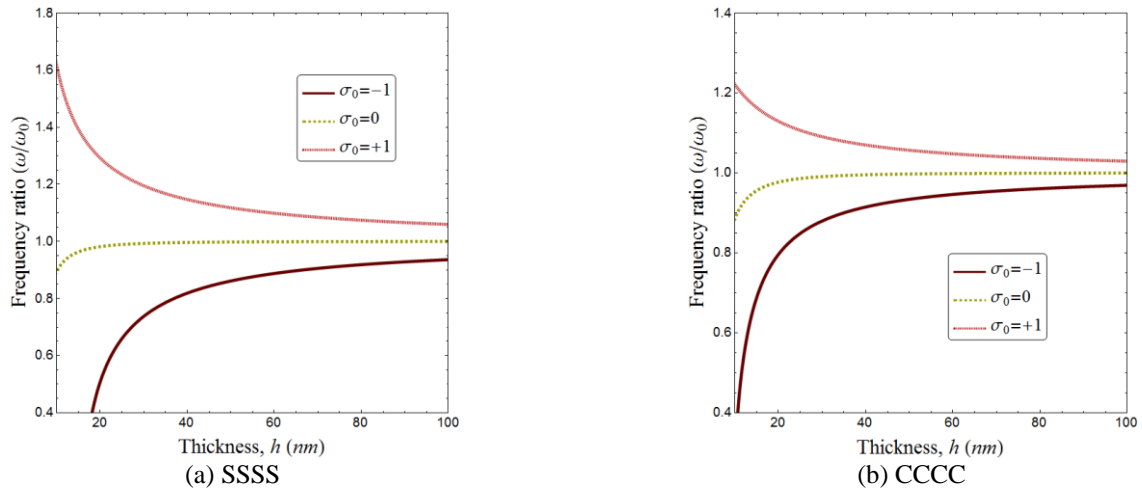 1.8
1.6
1.4
1.2
1.0
0.8
0.6
0.4
Frequency ratio (ω/ω₀)
σ₀=−1
σ₀=0
σ₀=+1
20 40 60 80 100
Thickness, h (nm)
(a) SSSS
1.4
1.2
1.0
0.8
0.6
0.4
Frequency ratio (ω/ω₀)
σ₀=−1
σ₀=0
σ₀=+1
20 40 60 80 100
Thickness, h (nm)
(b) CCCC